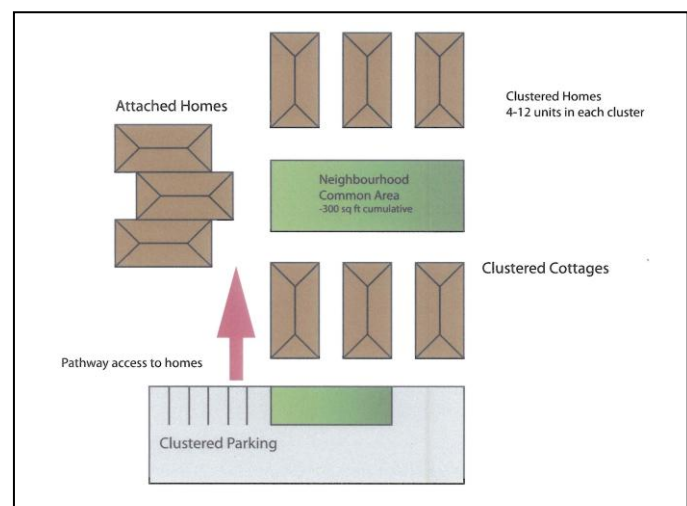 Attached Homes
Clustered Homes
4-12 units in each cluster
Neighbourhood
Common Area
-300 sq ft cumulative
Clustered Cottages
Pathway access to homes
Clustered Parking